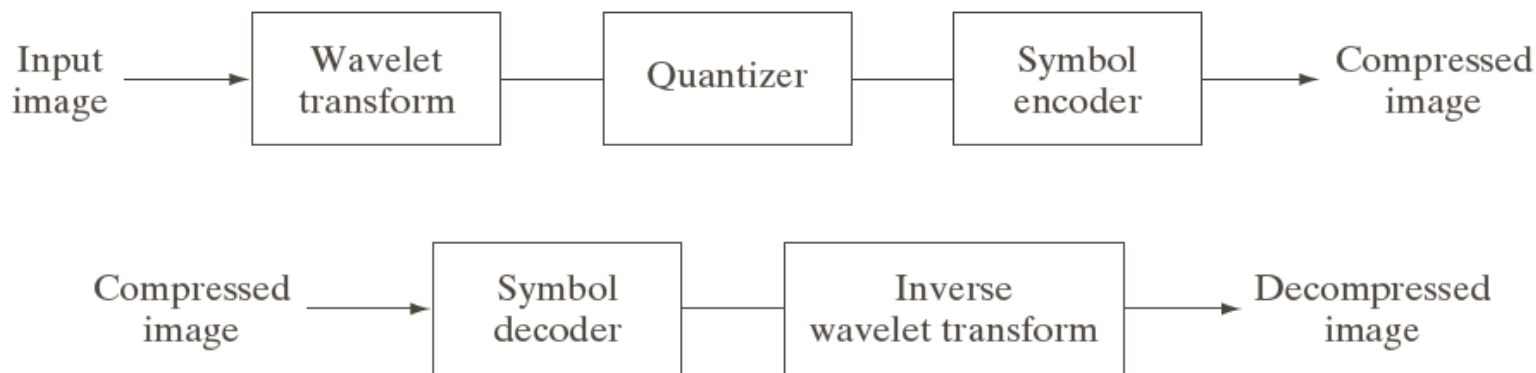 Input
image
Wavelet
transform
Quantizer
Symbol
encoder
Compressed
image
Compressed
image
Symbol
decoder
Inverse
wavelet transform
Decompressed
image